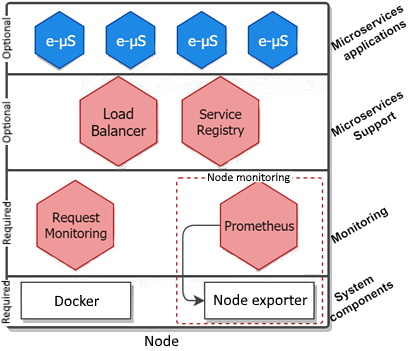 Optional
e-µS
e-µS
e-µS
e-µS
Microservices
applications
Optional
Load
Balancer
Service
Registry
Microservices
Support
Required
Request
Monitoring
Node monitoring
Prometheus
Monitoring
Required
Docker
Node exporter
System
components
Node